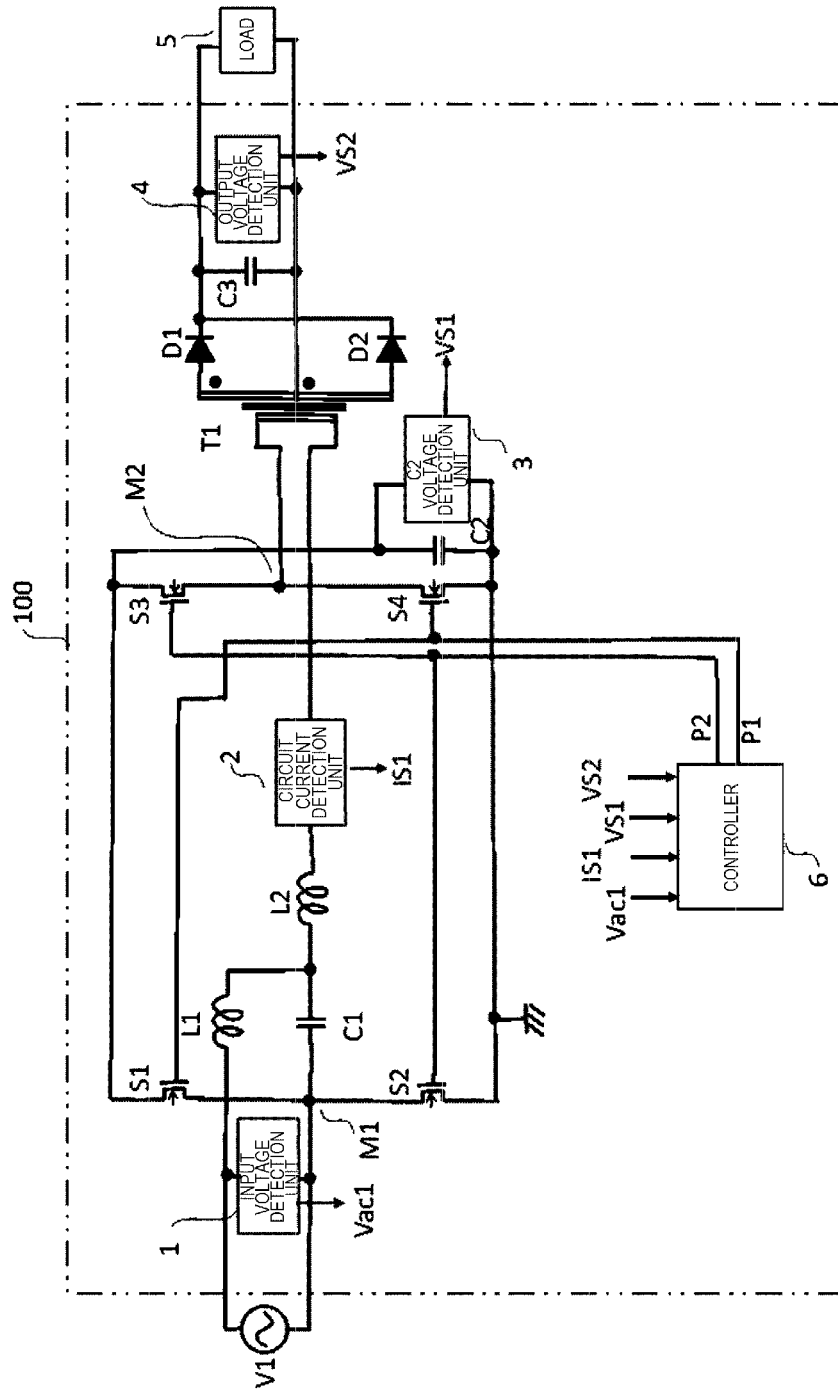 100
V1
1
INPUT
VOLTAGE
DETECTION
UNIT
Vac1
M1
S1
S2
L1
C1
L2
2
CIRCUIT
CURRENT
DETECTION
UNIT
IS1
M2
S3
S4
T1
C2
C2
VOLTAGE
DETECTION
UNIT
3
VS1
D1
D2
C3
4
OUTPUT
VOLTAGE
DETECTION
UNIT
VS2
5
LOAD
Vac1
IS1
VS1
VS2
CONTROLLER
6
P2
P1